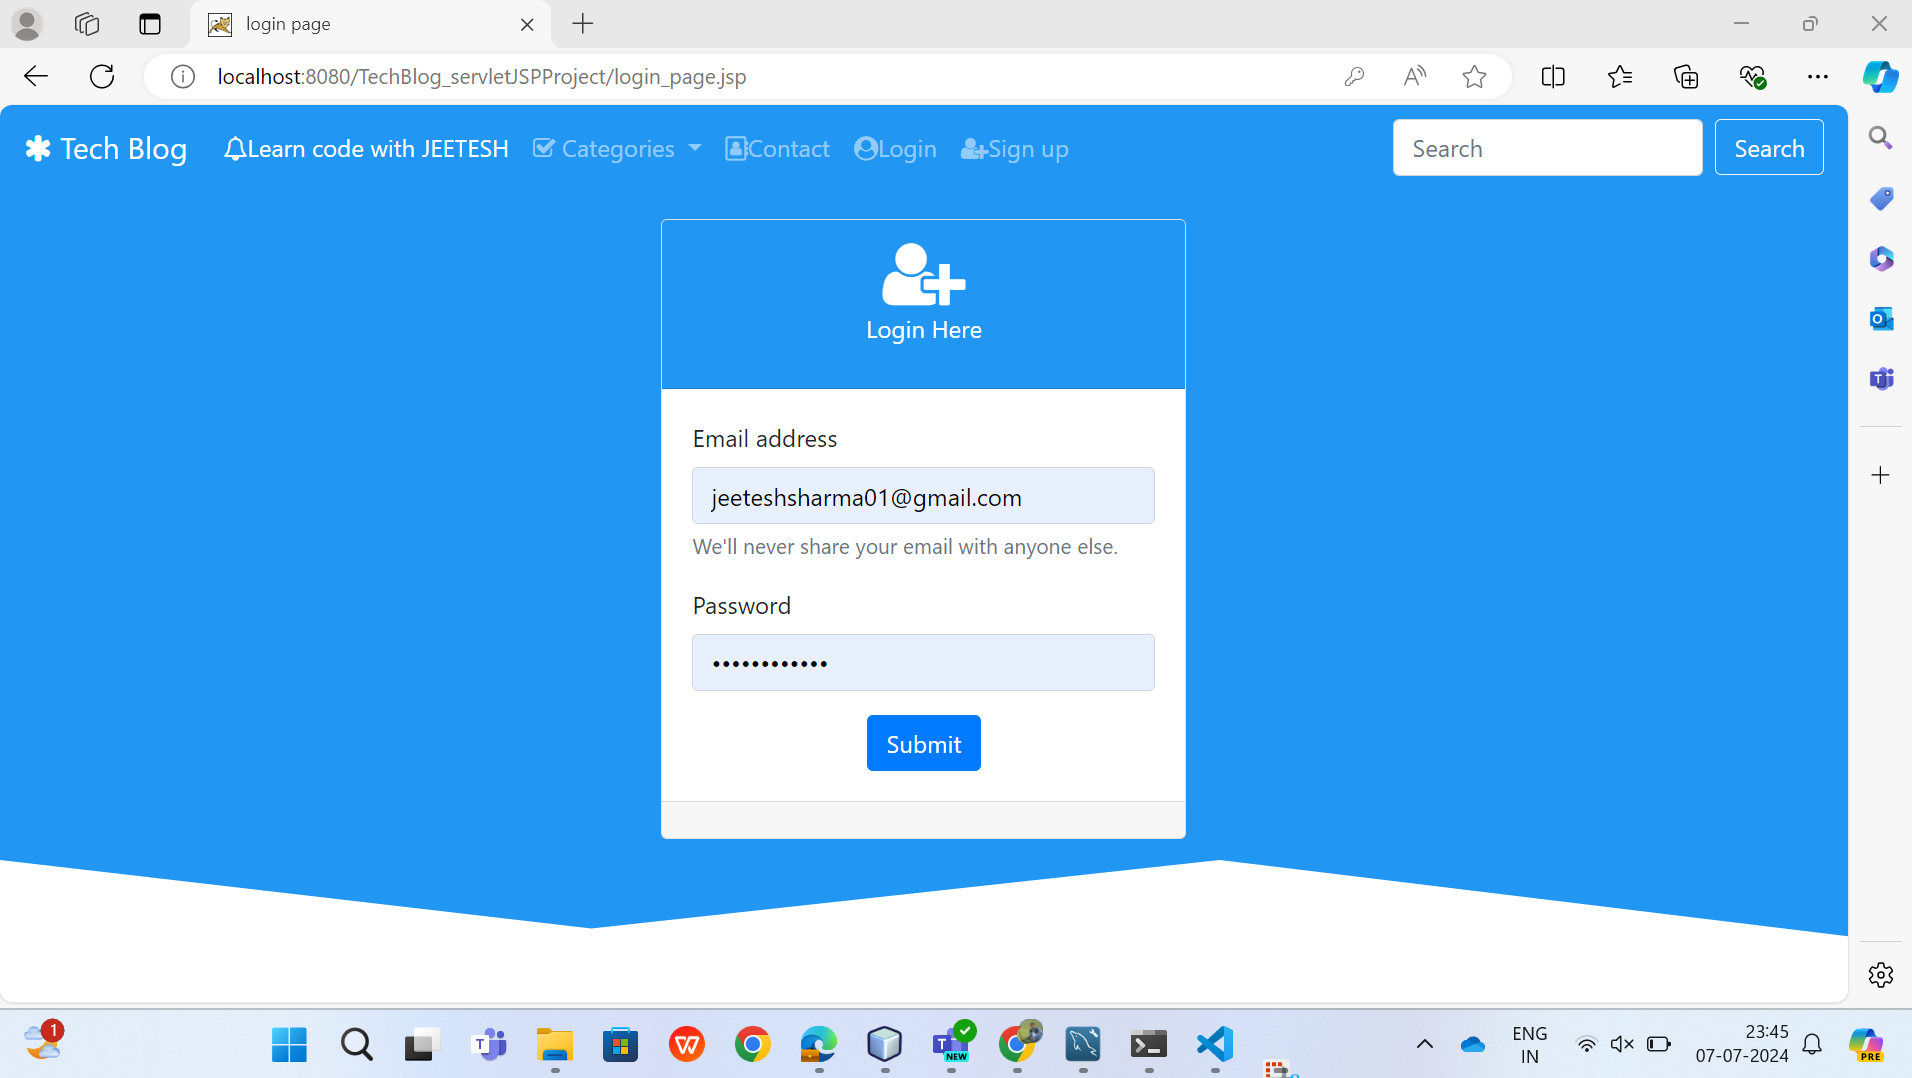 login page
localhost:8080/TechBlog_servletJSPProject/login_page.jsp
Tech Blog Learn code with JEETESH Categories Contact Login Sign up Search Search
Login Here
Email address
jeeteshsharma01@gmail.com
We'll never share your email with anyone else.
Password
••••••••••••
Submit
1
NEW
ENG
IN
23:45
07-07-2024
PRE